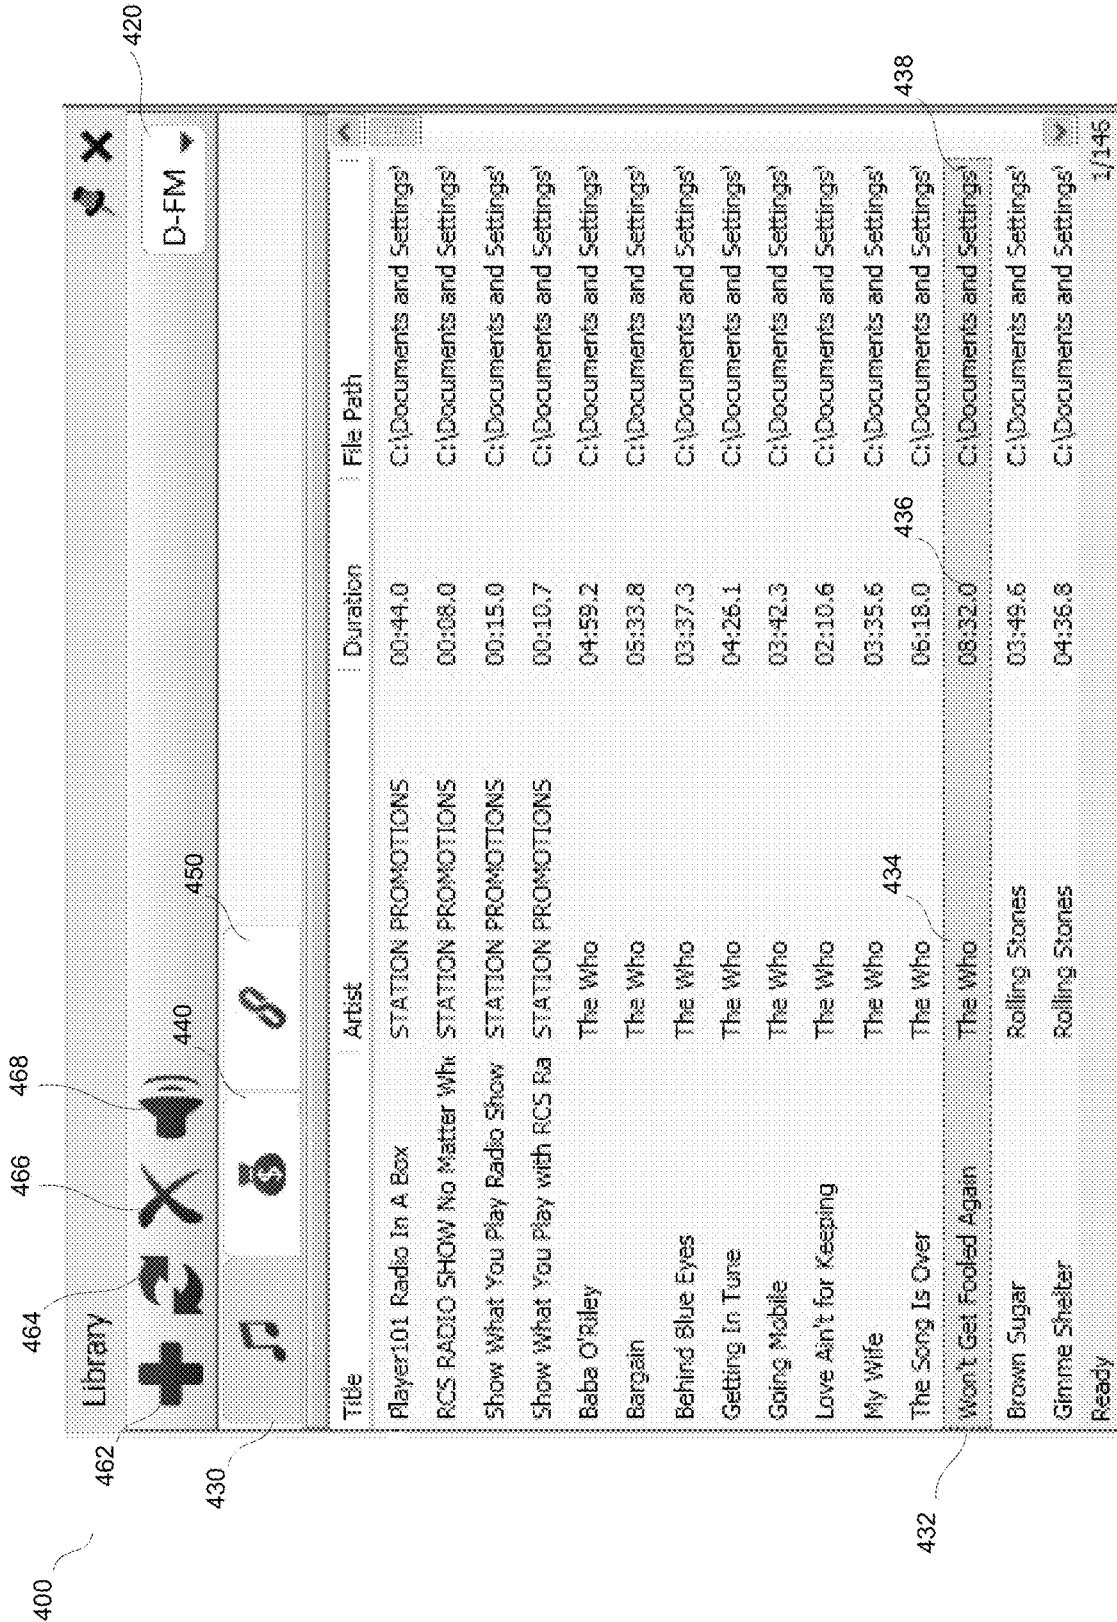 400
462
464
466
468
420
Library
D-FM
430
440
450
Title Artist Duration File Path
Player101 Radio In A Box STATION PROMOTIONS 00:44.0 C:\Documents and Settings\
RCS RADIO SHOW No Matter Whe STATION PROMOTIONS 00:08.0 C:\Documents and Settings\
Show What You Play Radio Show STATION PROMOTIONS 00:15.0 C:\Documents and Settings\
Show What You Play with RCS Ra STATION PROMOTIONS 00:10.7 C:\Documents and Settings\
Baba O'Riley The Who 04:59.2 C:\Documents and Settings\
Bargain The Who 05:33.8 C:\Documents and Settings\
Behind Blue Eyes The Who 03:37.3 C:\Documents and Settings\
Getting In Tune The Who 04:26.1 C:\Documents and Settings\
Going Mobile The Who 03:42.3 C:\Documents and Settings\
Love Ain't for Keeping The Who 02:10.6 C:\Documents and Settings\
My Wife The Who 03:35.6 C:\Documents and Settings\
The Song Is Over The Who 06:18.0 C:\Documents and Settings\
Won't Get Fooled Again The Who 08:32.0 C:\Documents and Settings\
Brown Sugar Rolling Stones 03:49.6 C:\Documents and Settings\
Gimme Shelter Rolling Stones 04:36.8 C:\Documents and Settings\
Ready 1/146
432
434
436
438